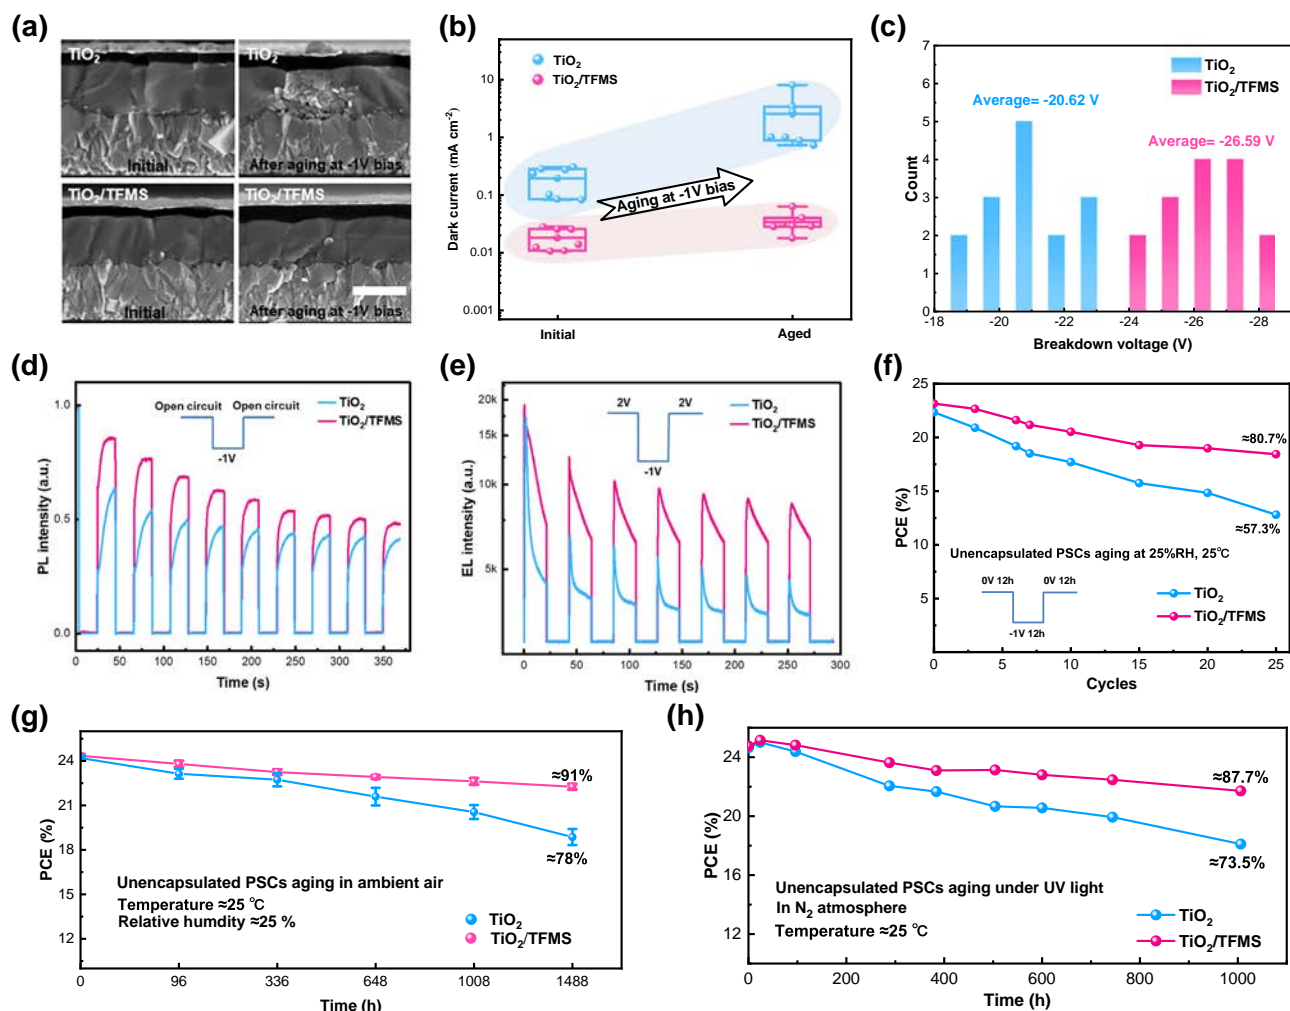 (a)
TiO2
TiO2
Initial
After aging at -1V bias
TiO2/TFMS
TiO2/TFMS
Initial
After aging at -1V bias
(b)
TiO2
TiO2/TFMS
Dark current (mA cm-2)
10
1
0.1
0.01
0.001
Aging at -1V bias
Initial
Aged
(c)
TiO2
TiO2/TFMS
Average= -20.62 V
Average= -26.59 V
Count
7
6
5
4
3
2
1
0
-18
-20
-22
-24
-26
-28
Breakdown voltage (V)
(d)
Open circuit
Open circuit
-1V
TiO2
TiO2/TFMS
PL intensity (a.u.)
1.0
0.5
0.0
0
50
100
150
200
250
300
350
Time (s)
(e)
2V
2V
-1V
TiO2
TiO2/TFMS
EL intensity (a.u.)
20k
15k
10k
5k
0
50
100
150
200
250
300
Time (s)
(f)
PCE (%)
25
20
15
10
5
0
≈80.7%
≈57.3%
Unencapsulated PSCs aging at 25%RH, 25℃
0V 12h
0V 12h
-1V 12h
TiO2
TiO2/TFMS
0
5
10
15
20
25
Cycles
(g)
PCE (%)
24
21
18
15
12
≈91%
≈78%
Unencapsulated PSCs aging in ambient air
Temperature ≈25 ℃
Relative humdity ≈25 %
TiO2
TiO2/TFMS
0
96
336
648
1008
1488
Time (h)
(h)
PCE (%)
24
20
16
12
≈87.7%
≈73.5%
Unencapsulated PSCs aging under UV light
In N2 atmosphere
Temperature ≈25 ℃
TiO2
TiO2/TFMS
0
200
400
600
800
1000
Time (h)